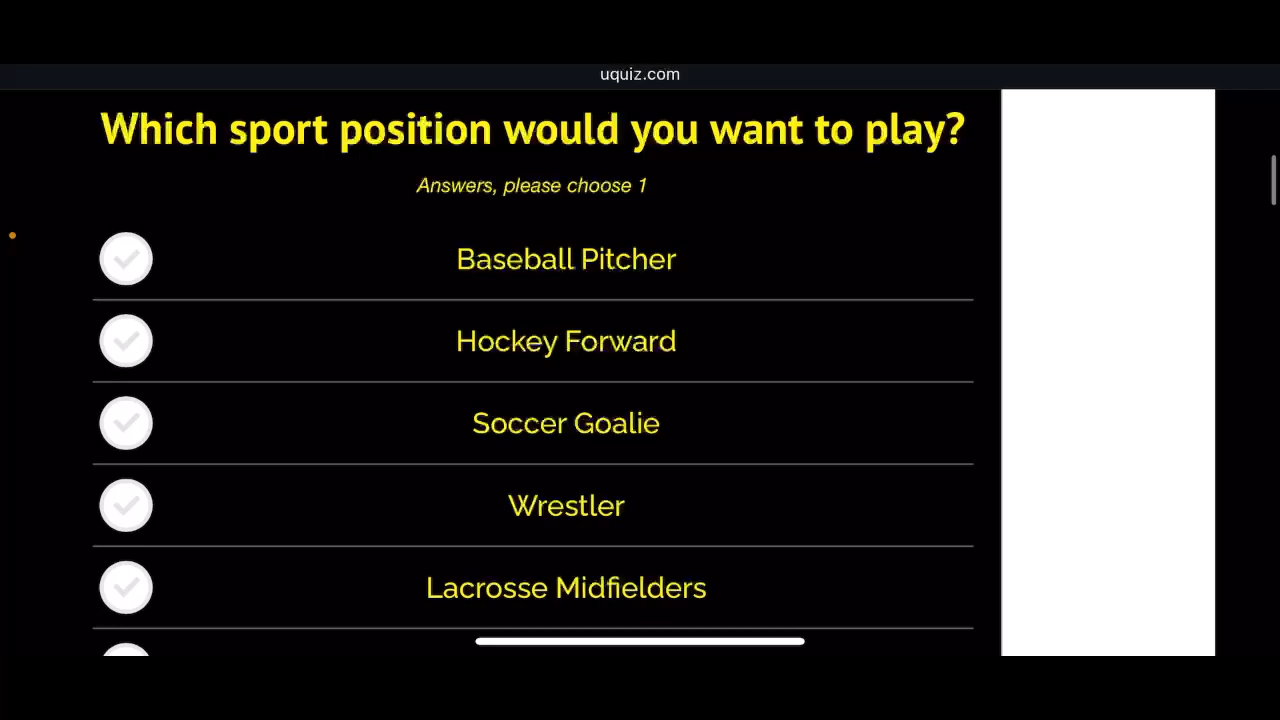 uquiz.com
Which sport position would you want to play?
Answers, please choose 1
Baseball Pitcher
Hockey Forward
Soccer Goalie
Wrestler
Lacrosse Midfielders